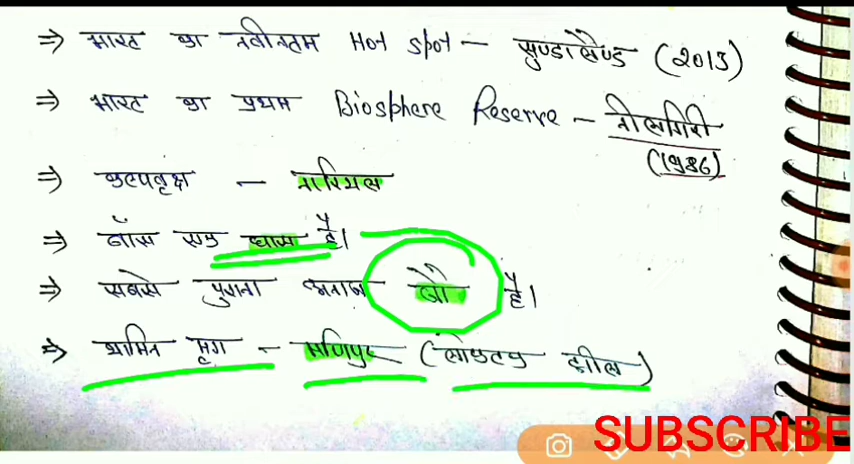 ⇒ भारत का नवीनतम Hot spot – सुण्डालैण्ड (2013)
⇒ भारत का प्रथम Biosphere Reserve – नीलगिरी
(1986)
⇒ कल्पवृक्ष – नारियल
⇒ बाँस एक घास है।
⇒ सबसे पुराना अनाज जौ है।
⇒ थामिन मृग – मणिपुर (लोकटक झील)
SUBSCRIBE